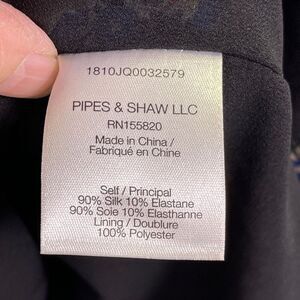 1810JQ0032579
PIPES & SHAW LLC
RN155820
Made in China /
Fabriqué en Chine
Self / Principal
90% Silk 10% Elastane
90% Soie 10% Elasthanne
Lining / Doublure
100% Polyester